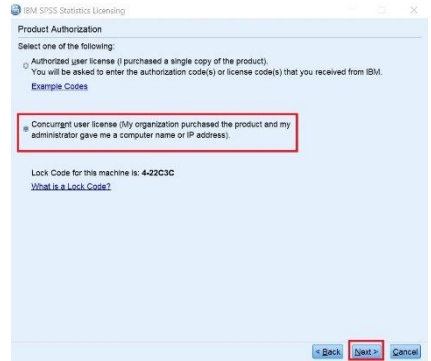 IBM SPSS Statistics Licensing
Product Authorization
Select one of the following:
Authorized user license (I purchased a single copy of the product).
You will be asked to enter the authorization code(s) or license code(s) that you received from IBM.
Example Codes
Concurrent user license (My organization purchased the product and my
administrator gave me a computer name or IP address).
Lock Code for this machine is: 4-22C3C
What is a Lock Code?
< Back Next > Cancel